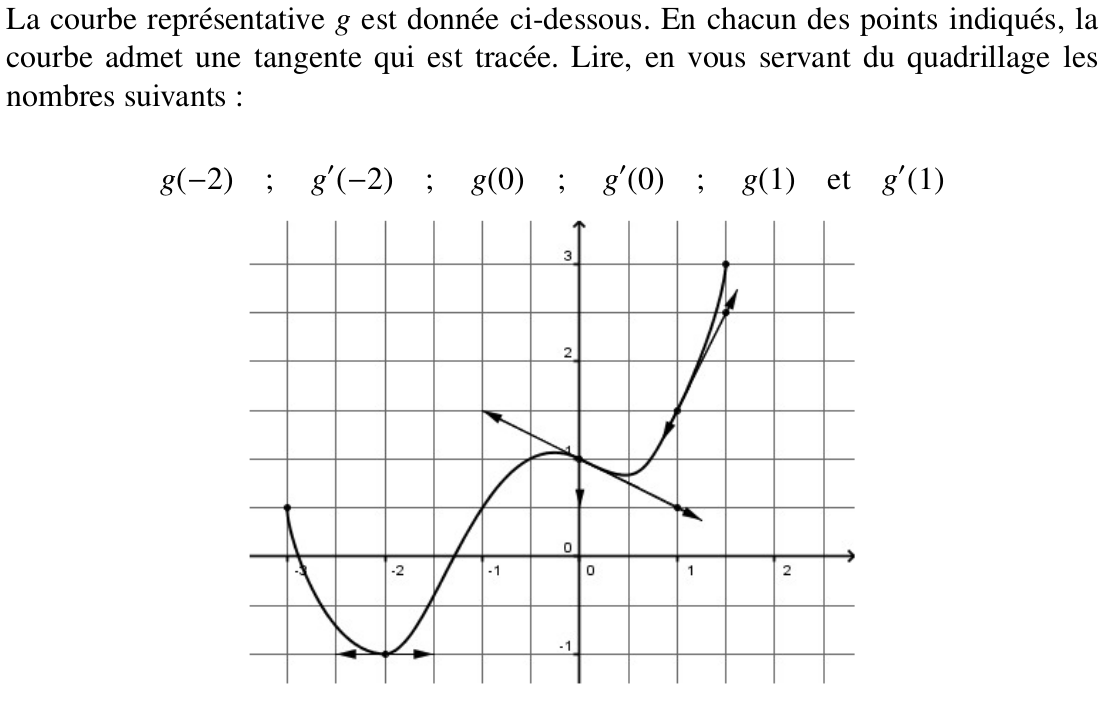 La courbe représentative g est donnée ci-dessous. En chacun des points indiqués, la
courbe admet une tangente qui est tracée. Lire, en vous servant du quadrillage les
nombres suivants :
g(−2) ; g′(−2) ; g(0) ; g′(0) ; g(1) et g′(1)
3
2
1
0
-3 -2 -1 0 1 2
-1